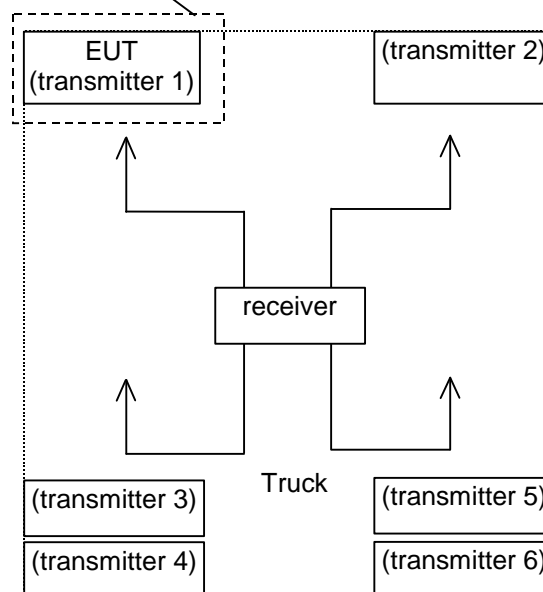 EUT
(transmitter 1)
(transmitter 2)
receiver
Truck
(transmitter 3)
(transmitter 5)
(transmitter 4)
(transmitter 6)